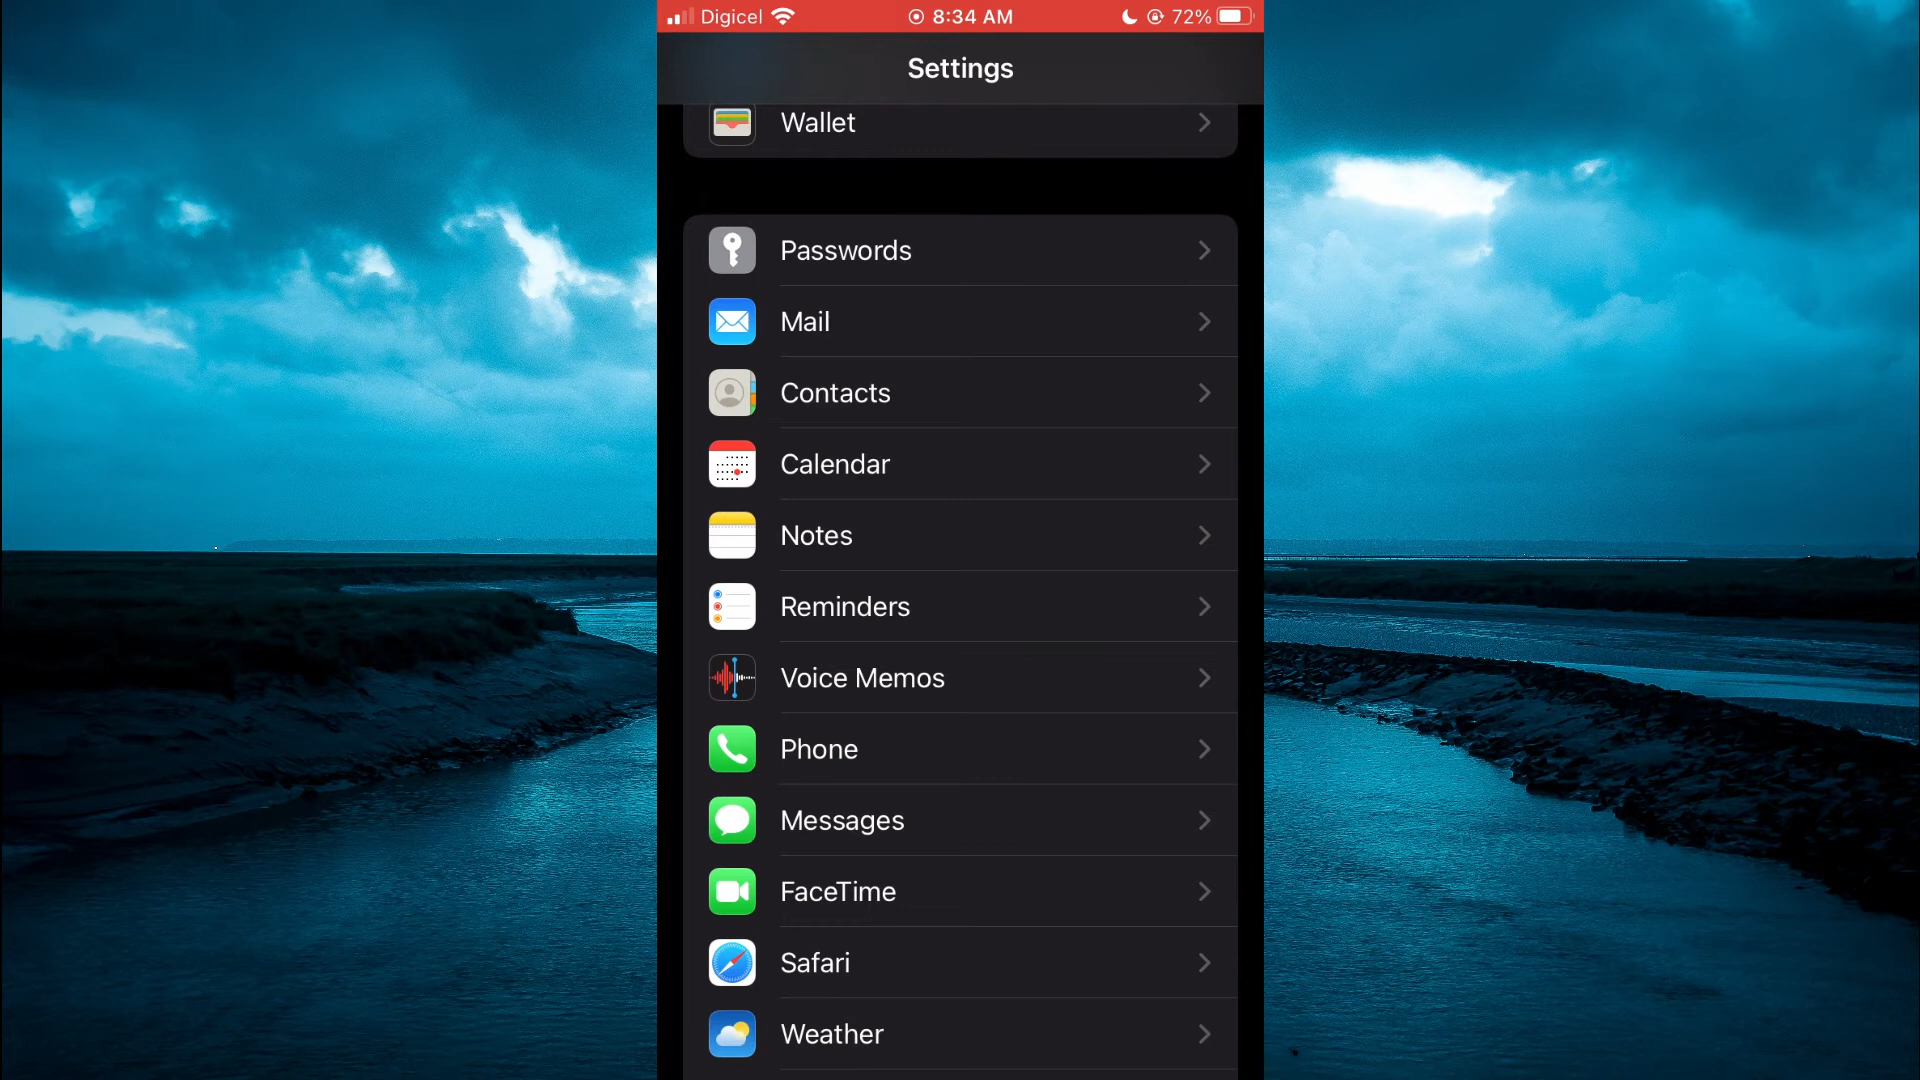 Digicel 8:34 AM 72%
Settings
Wallet
Passwords
Mail
Contacts
Calendar
Notes
Reminders
Voice Memos
Phone
Messages
FaceTime
Safari
Weather